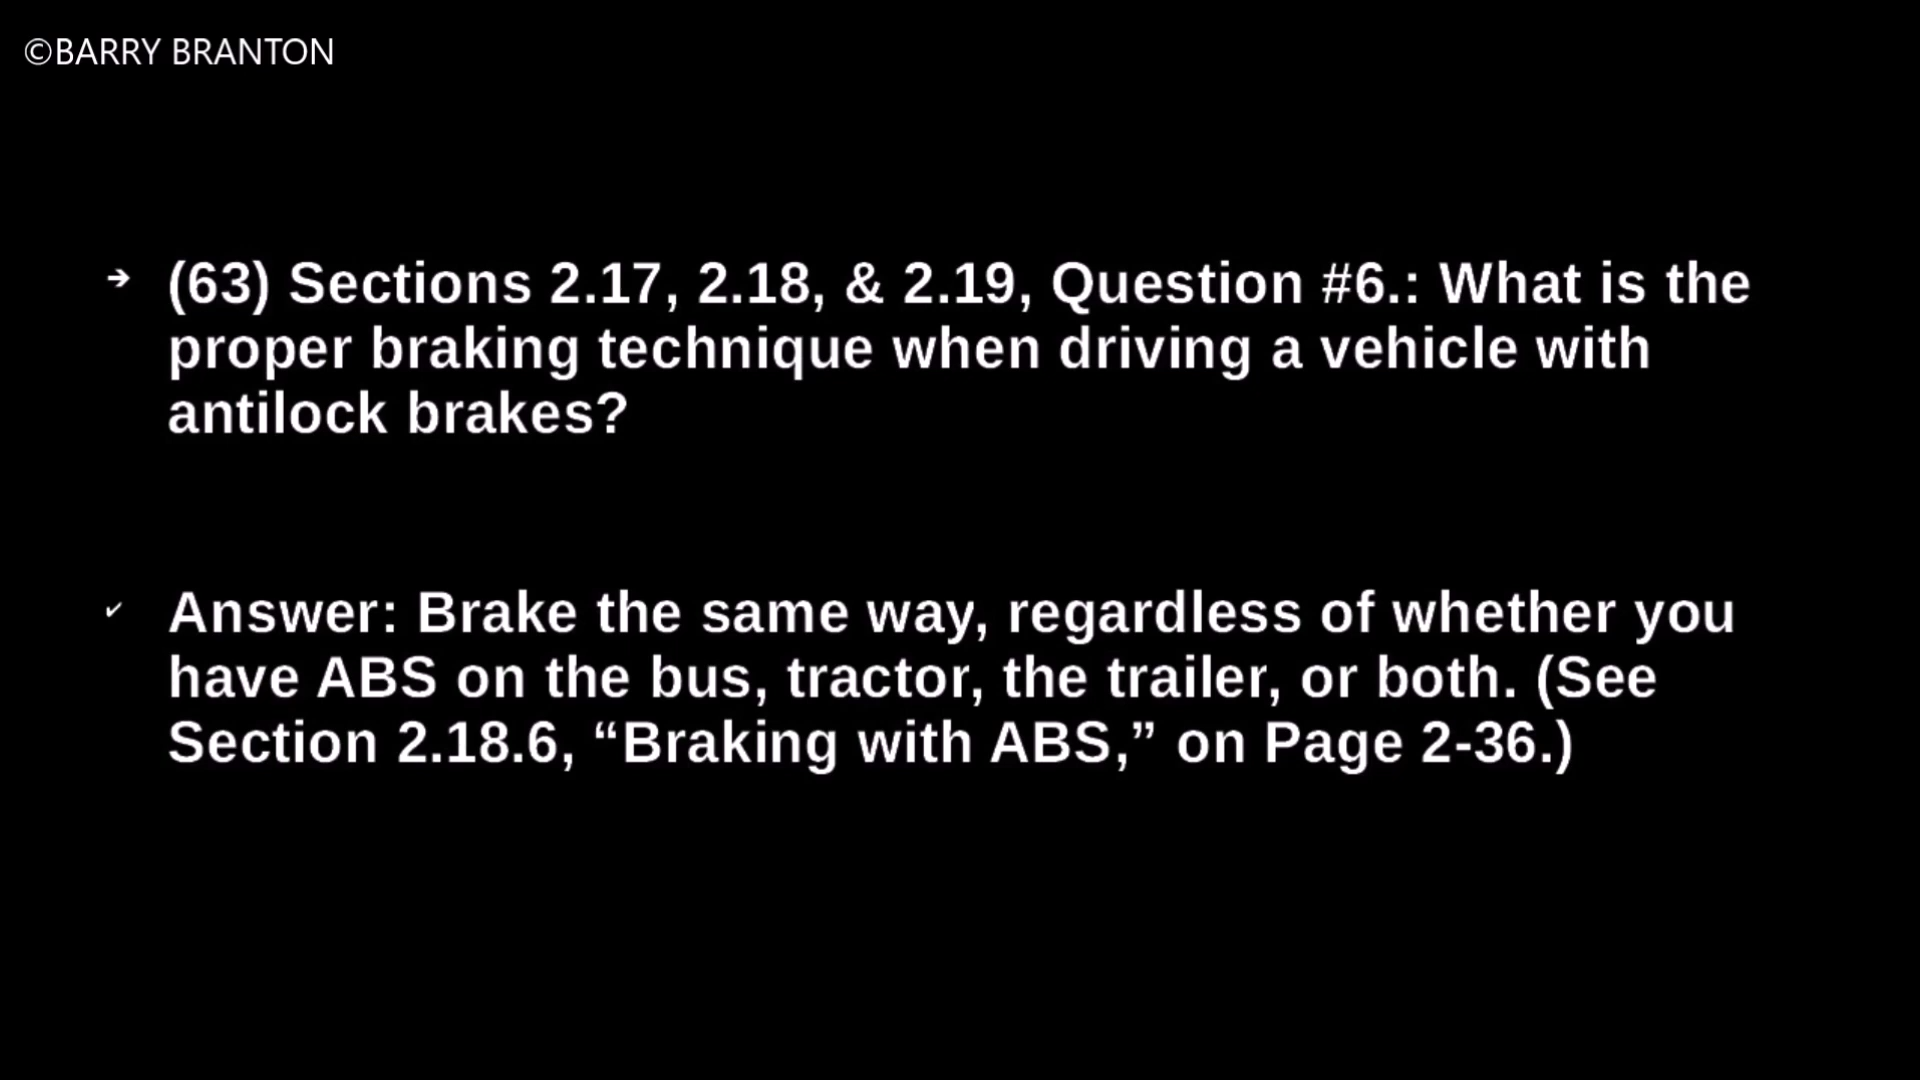 ©BARRY BRANTON
➔ (63) Sections 2.17, 2.18, & 2.19, Question #6.: What is the
proper braking technique when driving a vehicle with
antilock brakes?
✔ Answer: Brake the same way, regardless of whether you
have ABS on the bus, tractor, the trailer, or both. (See
Section 2.18.6, “Braking with ABS,” on Page 2-36.)